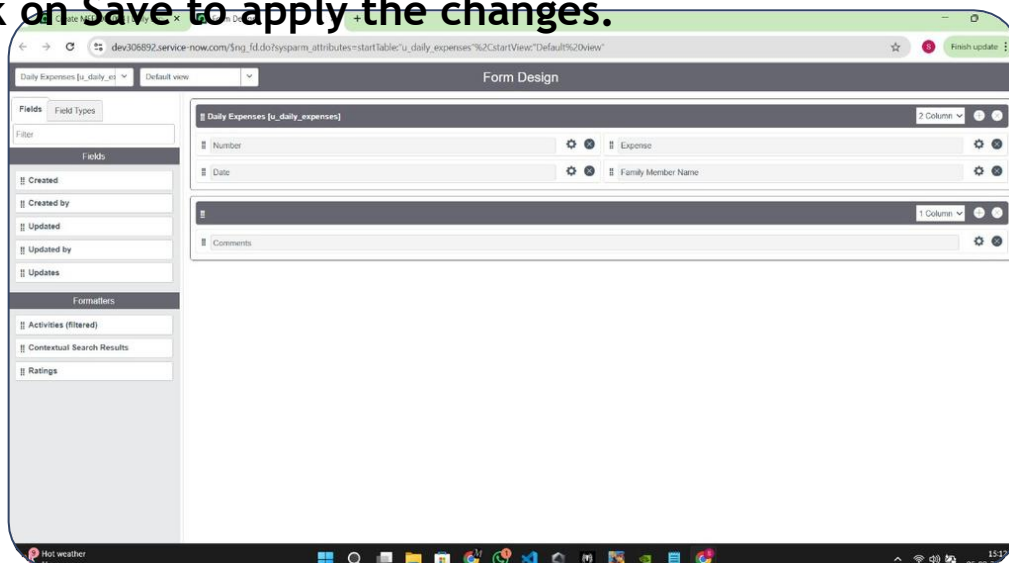 on Save to apply the changes.
dev306892.service-now.com/$ng_fd.do?sysparm_attributes=startTable:"u_daily_expenses"%2CstartView:"Default%20view"
Finish update
Daily Expenses [u_daily_ex
Default view
Form Design
Fields
Field Types
Filter
Fields
Created
Created by
Updated
Updated by
Updates
Formatters
Activities (filtered)
Contextual Search Results
Ratings
Daily Expenses [u_daily_expenses]
2 Column
Number
Expense
Date
Family Member Name
1 Column
Comments
Hot weather
15:12